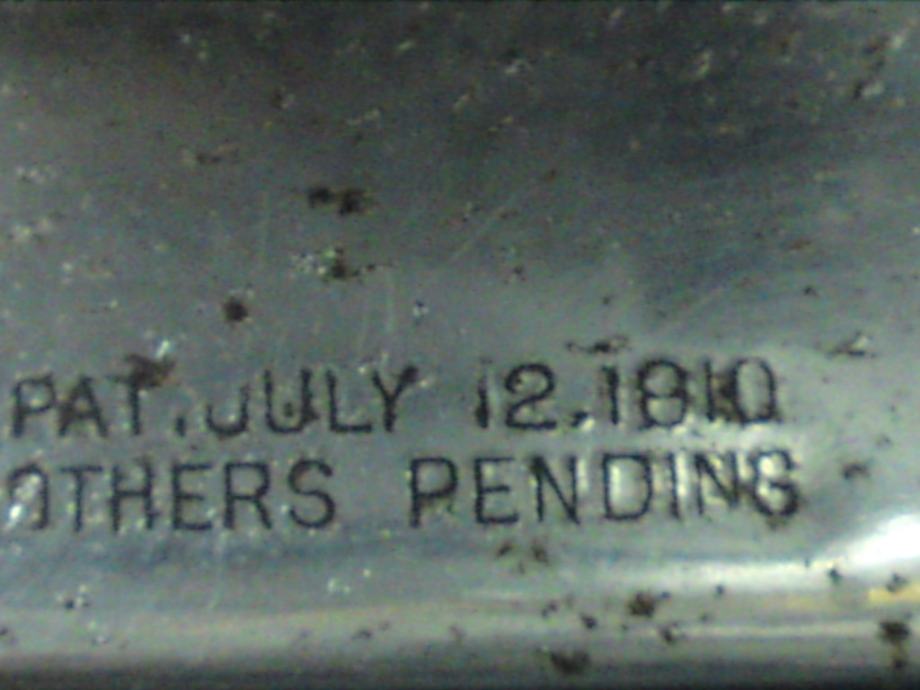 PAT. JULY 12.1910
OTHERS PENDING